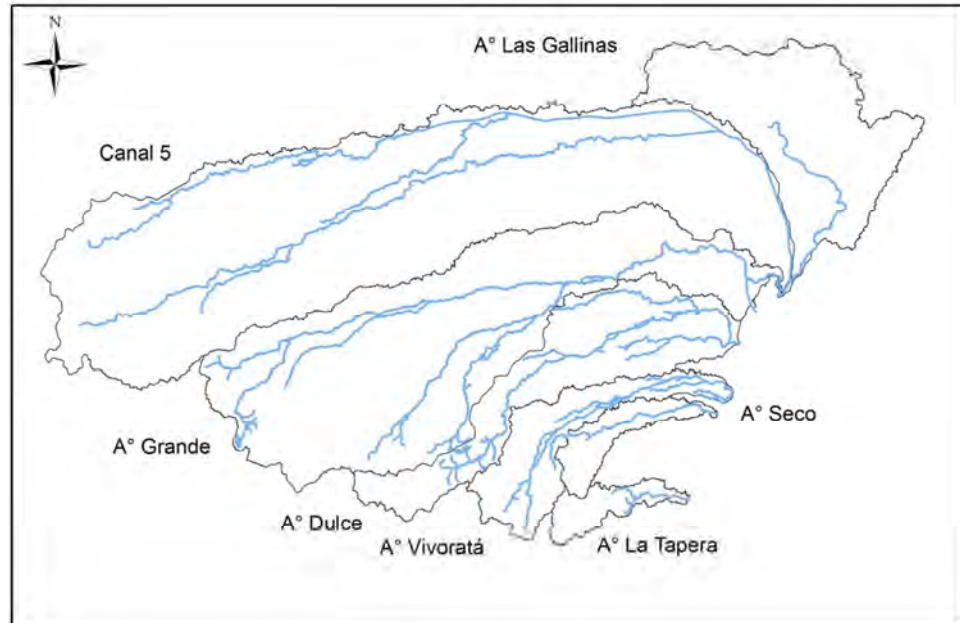 N
A° Las Gallinas
Canal 5
A° Seco
A° Grande
A° Dulce
A° Vivoratá
A° La Tapera